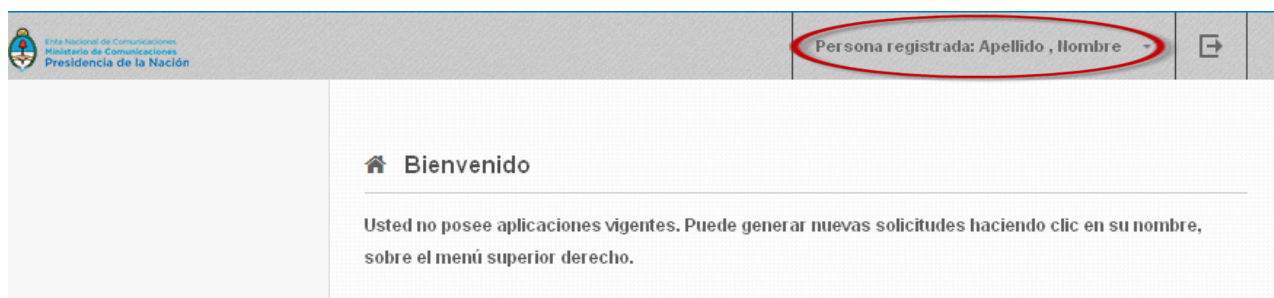 Ente Nacional de Comunicaciones
Ministerio de Comunicaciones
Presidencia de la Nación
Persona registrada: Apellido , Nombre
Bienvenido
Usted no posee aplicaciones vigentes. Puede generar nuevas solicitudes haciendo clic en su nombre,
sobre el menú superior derecho.